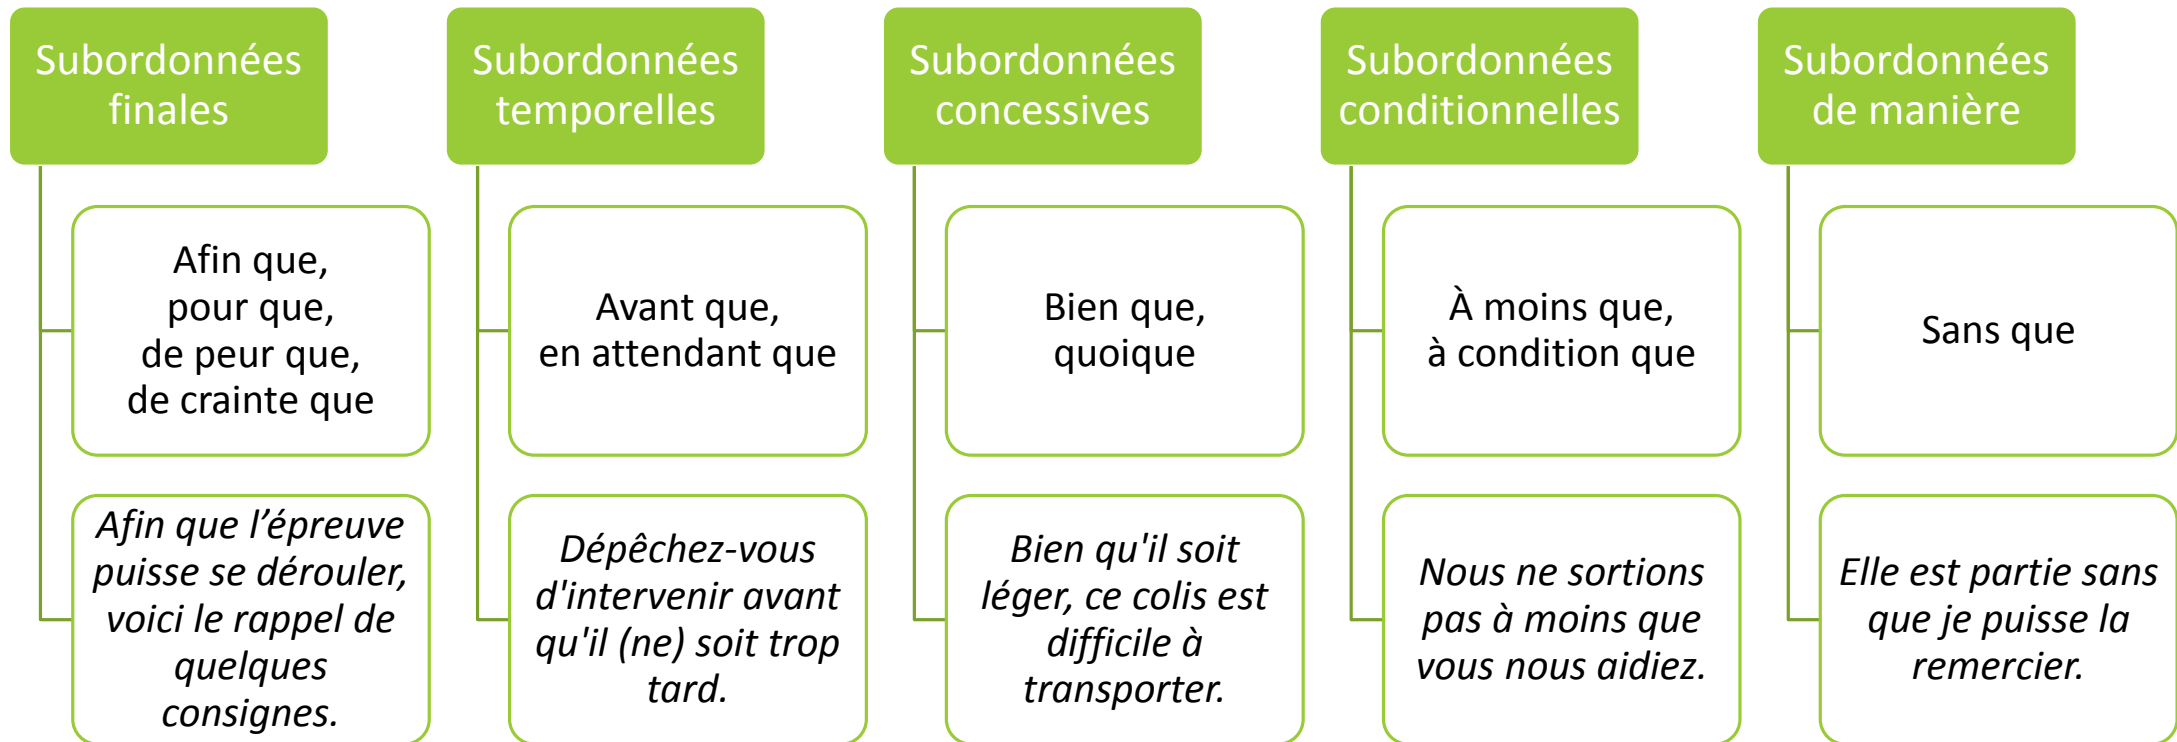 Subordonnées
finales
Afin que,
pour que,
de peur que,
de crainte que
Afin que l’épreuve
puisse se dérouler,
voici le rappel de
quelques
consignes.
Subordonnées
temporelles
Avant que,
en attendant que
Dépêchez-vous
d'intervenir avant
qu'il (ne) soit trop
tard.
Subordonnées
concessives
Bien que,
quoique
Bien qu'il soit
léger, ce colis est
difficile à
transporter.
Subordonnées
conditionnelles
À moins que,
à condition que
Nous ne sortions
pas à moins que
vous nous aidiez.
Subordonnées
de manière
Sans que
Elle est partie sans
que je puisse la
remercier.